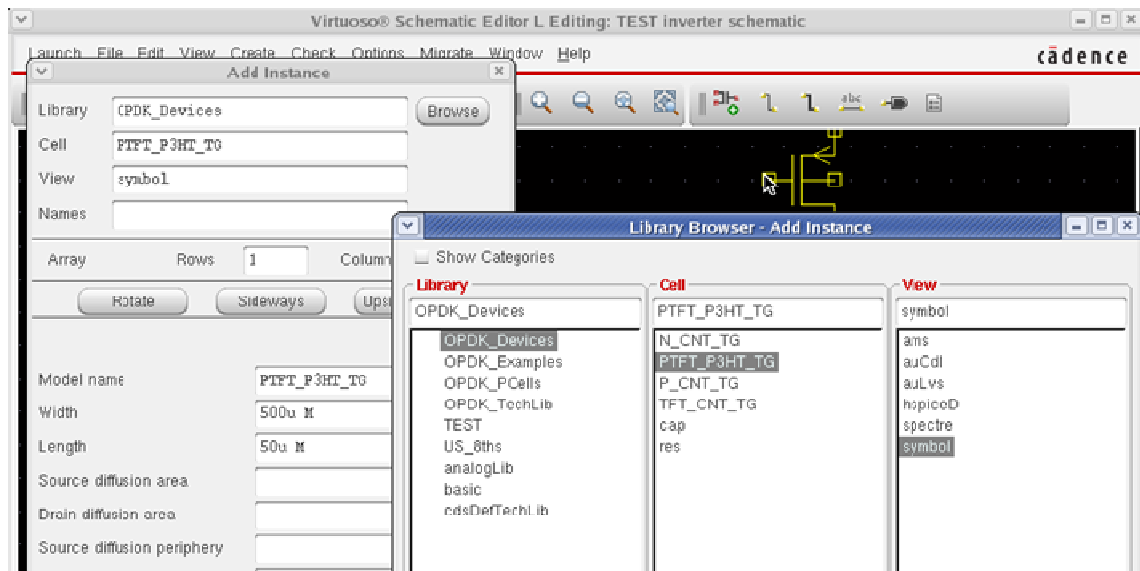 Virtuoso® Schematic Editor L Editing: TEST inverter schematic
Launch File Edit View Create Check Options Migrate Window Help
cādence
Add Instance
Library OPDK_Devices Browse
Cell PTFT_P3HT_TG
View symbol
Names
Array Rows 1 Column
Rotate Sideways Upsi
Model name PTFT_P3HT_TG
Width 500u M
Length 50u M
Source diffusion area
Drain diffusion area
Source diffusion periphery
abc
Library Browser - Add Instance
Show Categories
Library
OPDK_Devices
OPDK_Devices
OPDK_Examples
OPDK_PCells
OPDK_TechLib
TEST
US_8ths
analogLib
basic
cdsDefTechLib
Cell
PTFT_P3HT_TG
N_CNT_TG
PTFT_P3HT_TG
P_CNT_TG
TFT_CNT_TG
cap
res
View
symbol
ams
auCdl
auLvs
hspiceD
spectre
symbol